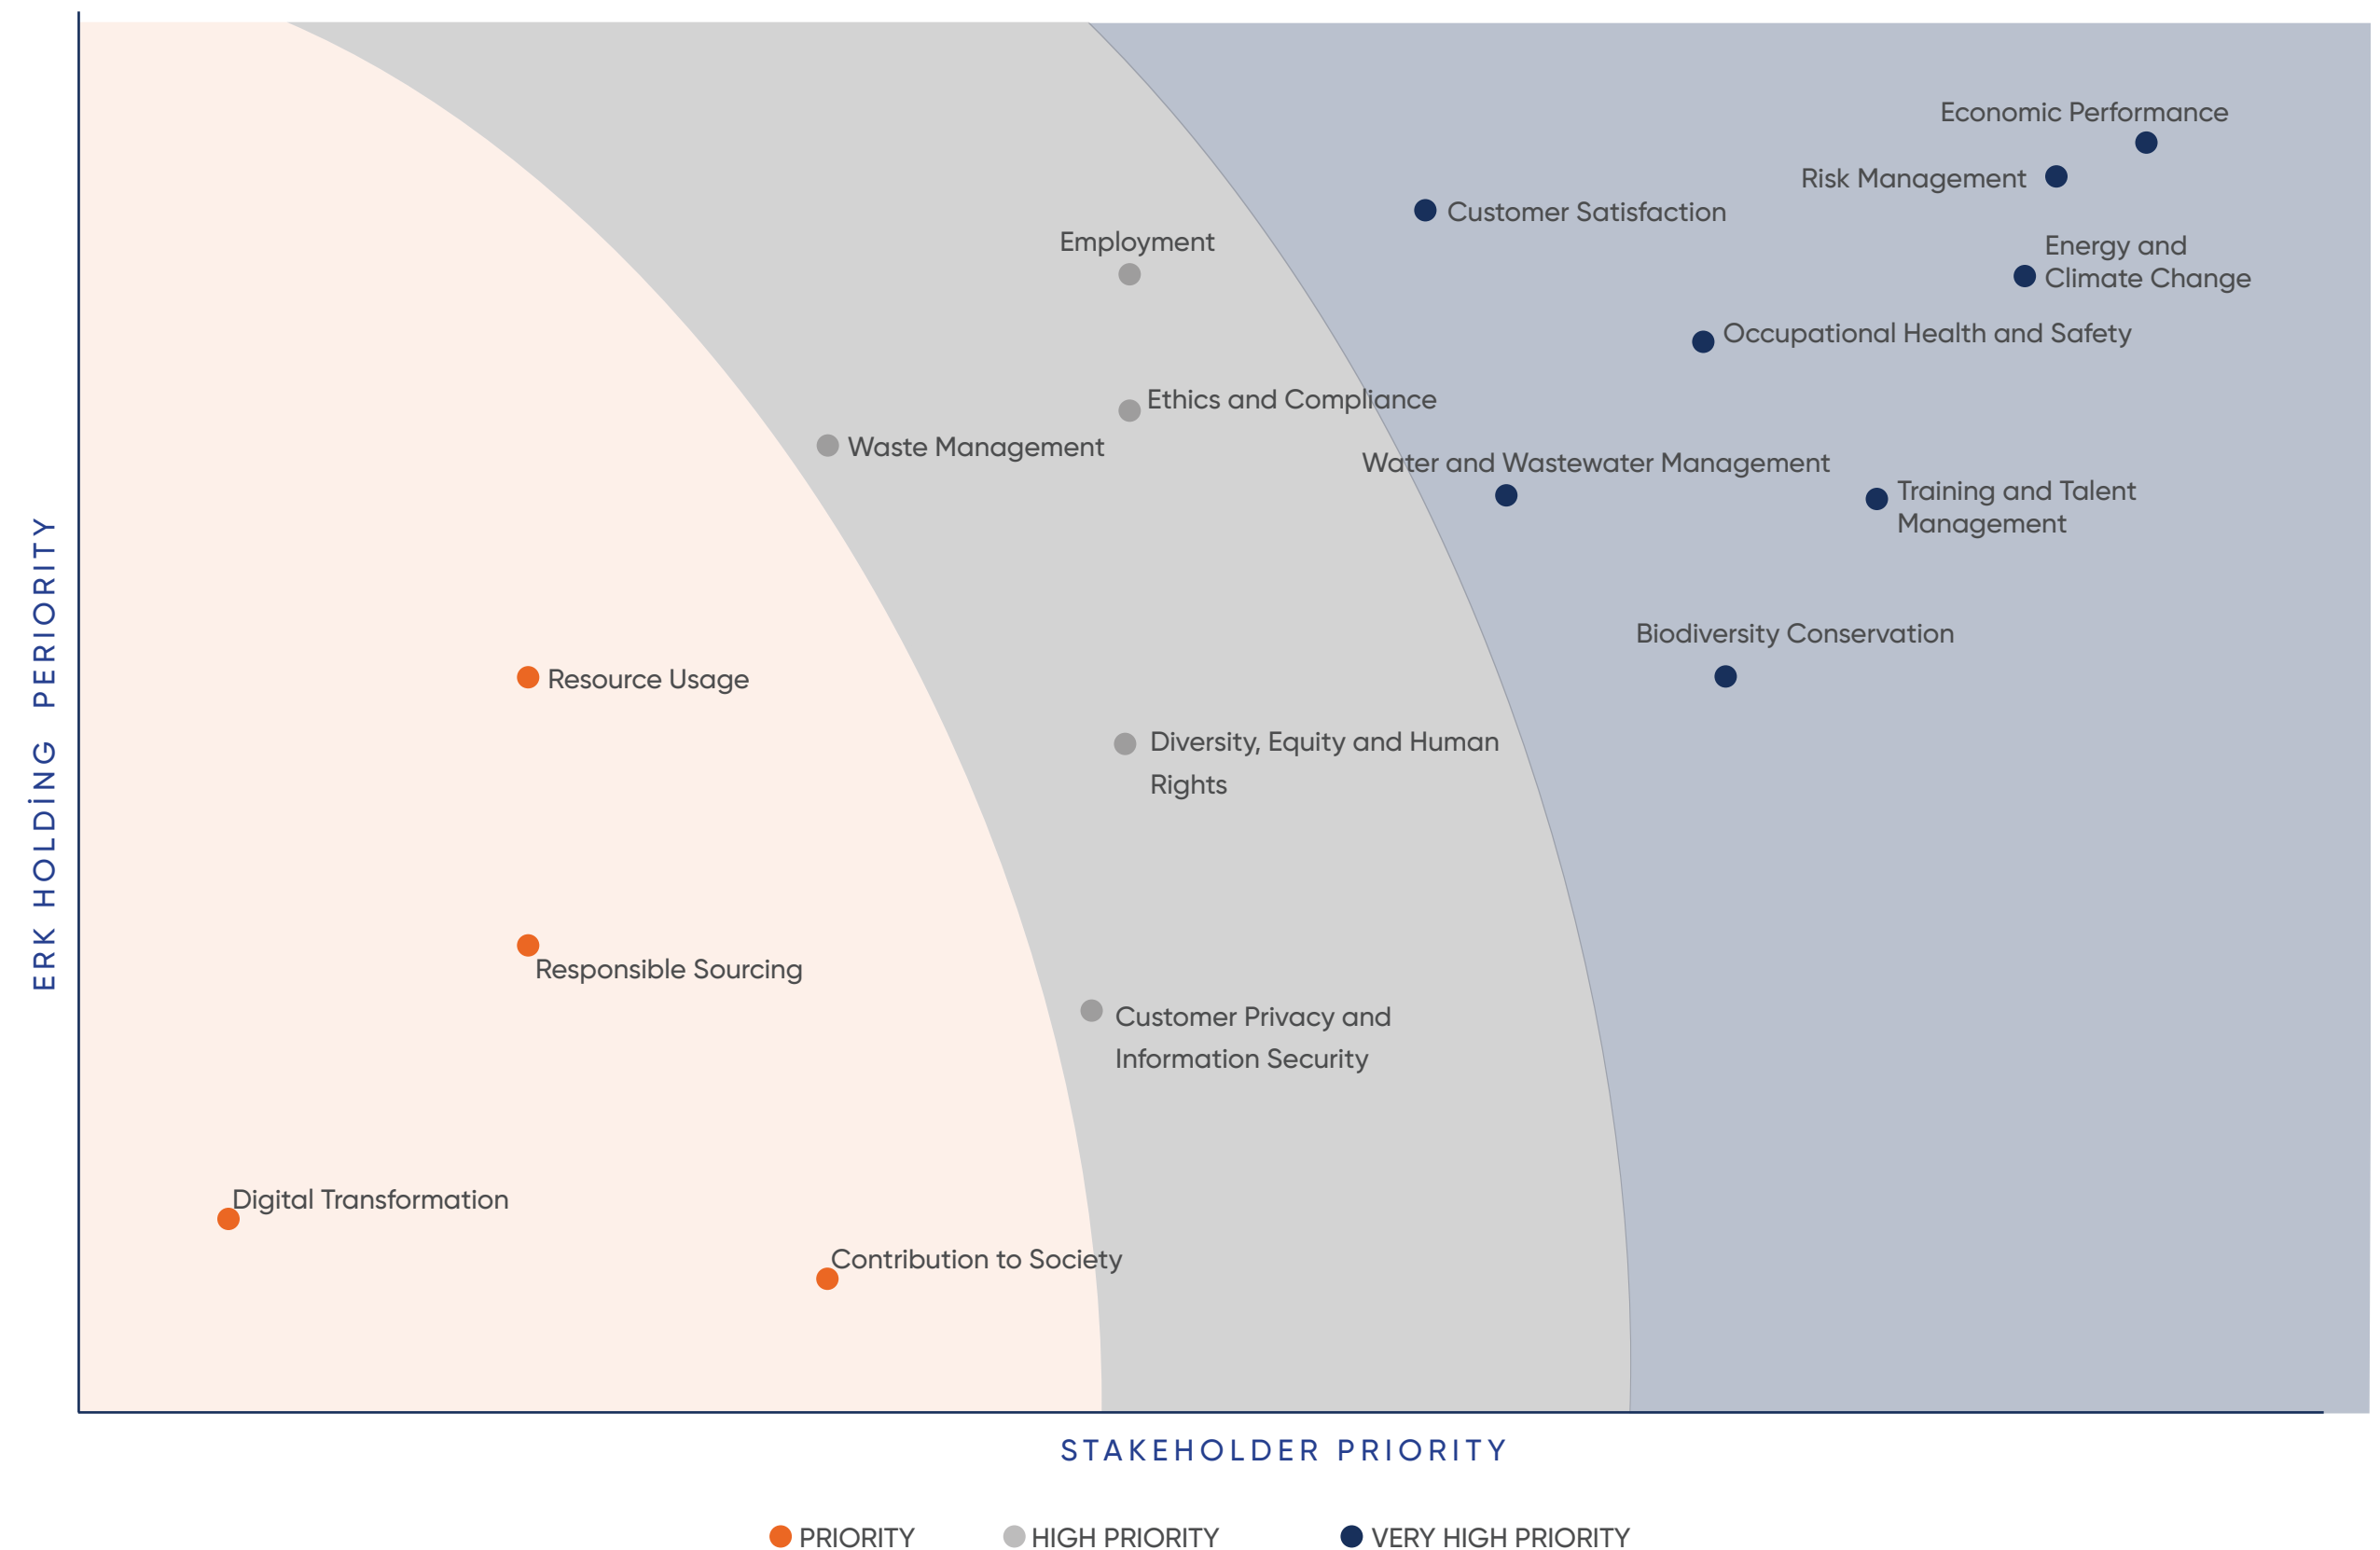 Economic Performance
Risk Management
Customer Satisfaction
Employment
Energy and
Climate Change
Occupational Health and Safety
Ethics and Compliance
Waste Management
Water and Wastewater Management
Training and Talent
Management
Biodiversity Conservation
Resource Usage
Diversity, Equity and Human
Rights
Responsible Sourcing
Customer Privacy and
Information Security
Digital Transformation
Contribution to Society
ERK HOLDİNG PERIORITY
STAKEHOLDER PRIORITY
PRIORITY
HIGH PRIORITY
VERY HIGH PRIORITY